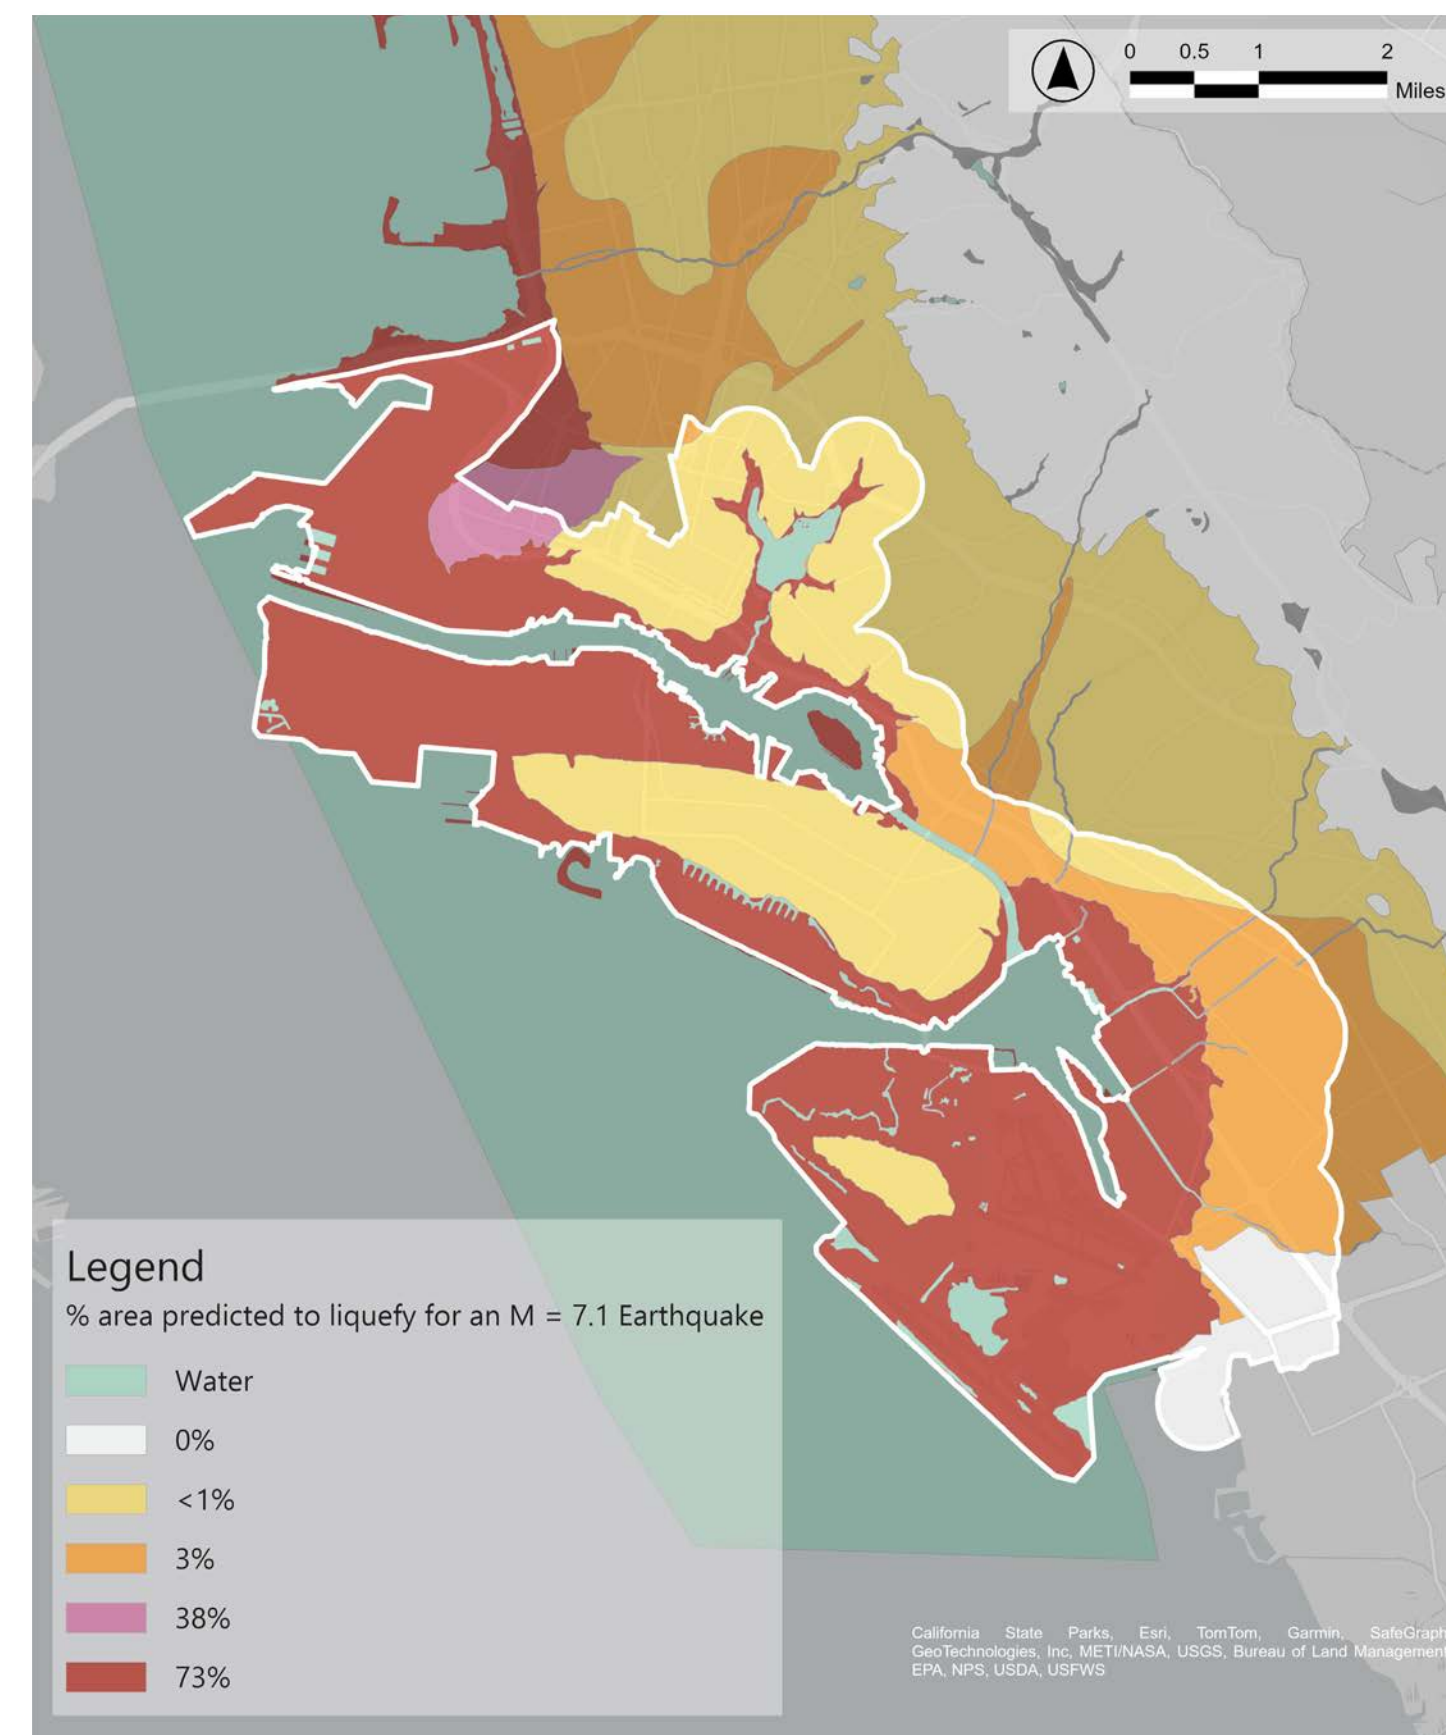 0 0.5 1 2
Miles
Legend
% area predicted to liquefy for an M = 7.1 Earthquake
Water
0%
<1%
3%
38%
73%
California State Parks, Esri, TomTom, Garmin, SafeGraph
GeoTechnologies, Inc, METI/NASA, USGS, Bureau of Land Management
EPA, NPS, USDA, USFWS